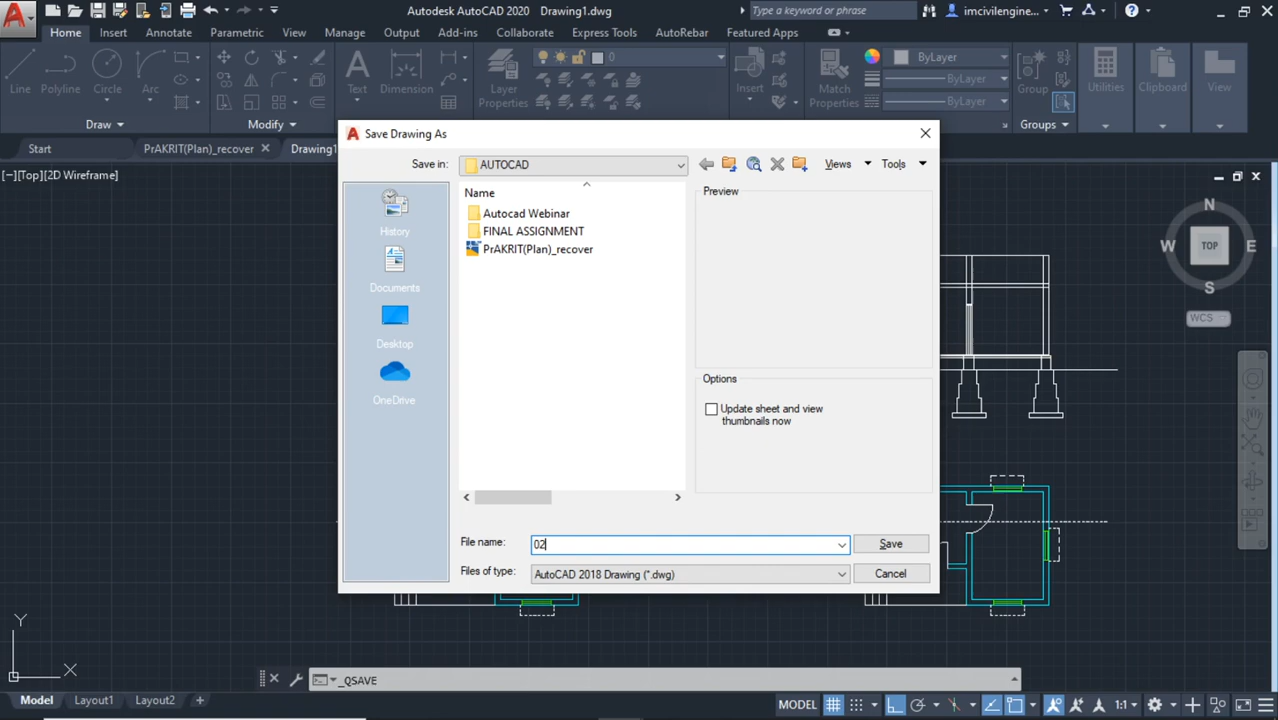 Autodesk AutoCAD 2020 Drawing1.dwg
Type a keyword or phrase
imcivilengine...
Home Insert Annotate Parametric View Manage Output Add-ins Collaborate Express Tools AutoRebar Featured Apps
Line Polyline Circle Arc
Text Dimension
Layer Properties
0
Insert
Match Properties
ByLayer
ByLayer
ByLayer
Group
Utilities Clipboard View
Draw Modify Groups
Start PrAKRIT(Plan)_recover Drawing1
[−][Top][2D Wireframe]
Save Drawing As
Save in: AUTOCAD Views Tools
Name
Autocad Webinar
FINAL ASSIGNMENT
PrAKRIT(Plan)_recover
History
Documents
Desktop
OneDrive
Preview
Options
Update sheet and view
thumbnails now
File name: 02 Save
Files of type: AutoCAD 2018 Drawing (*.dwg) Cancel
N
W TOP E
S
WCS
Y
X
_QSAVE
Model Layout1 Layout2 +
MODEL 1:1